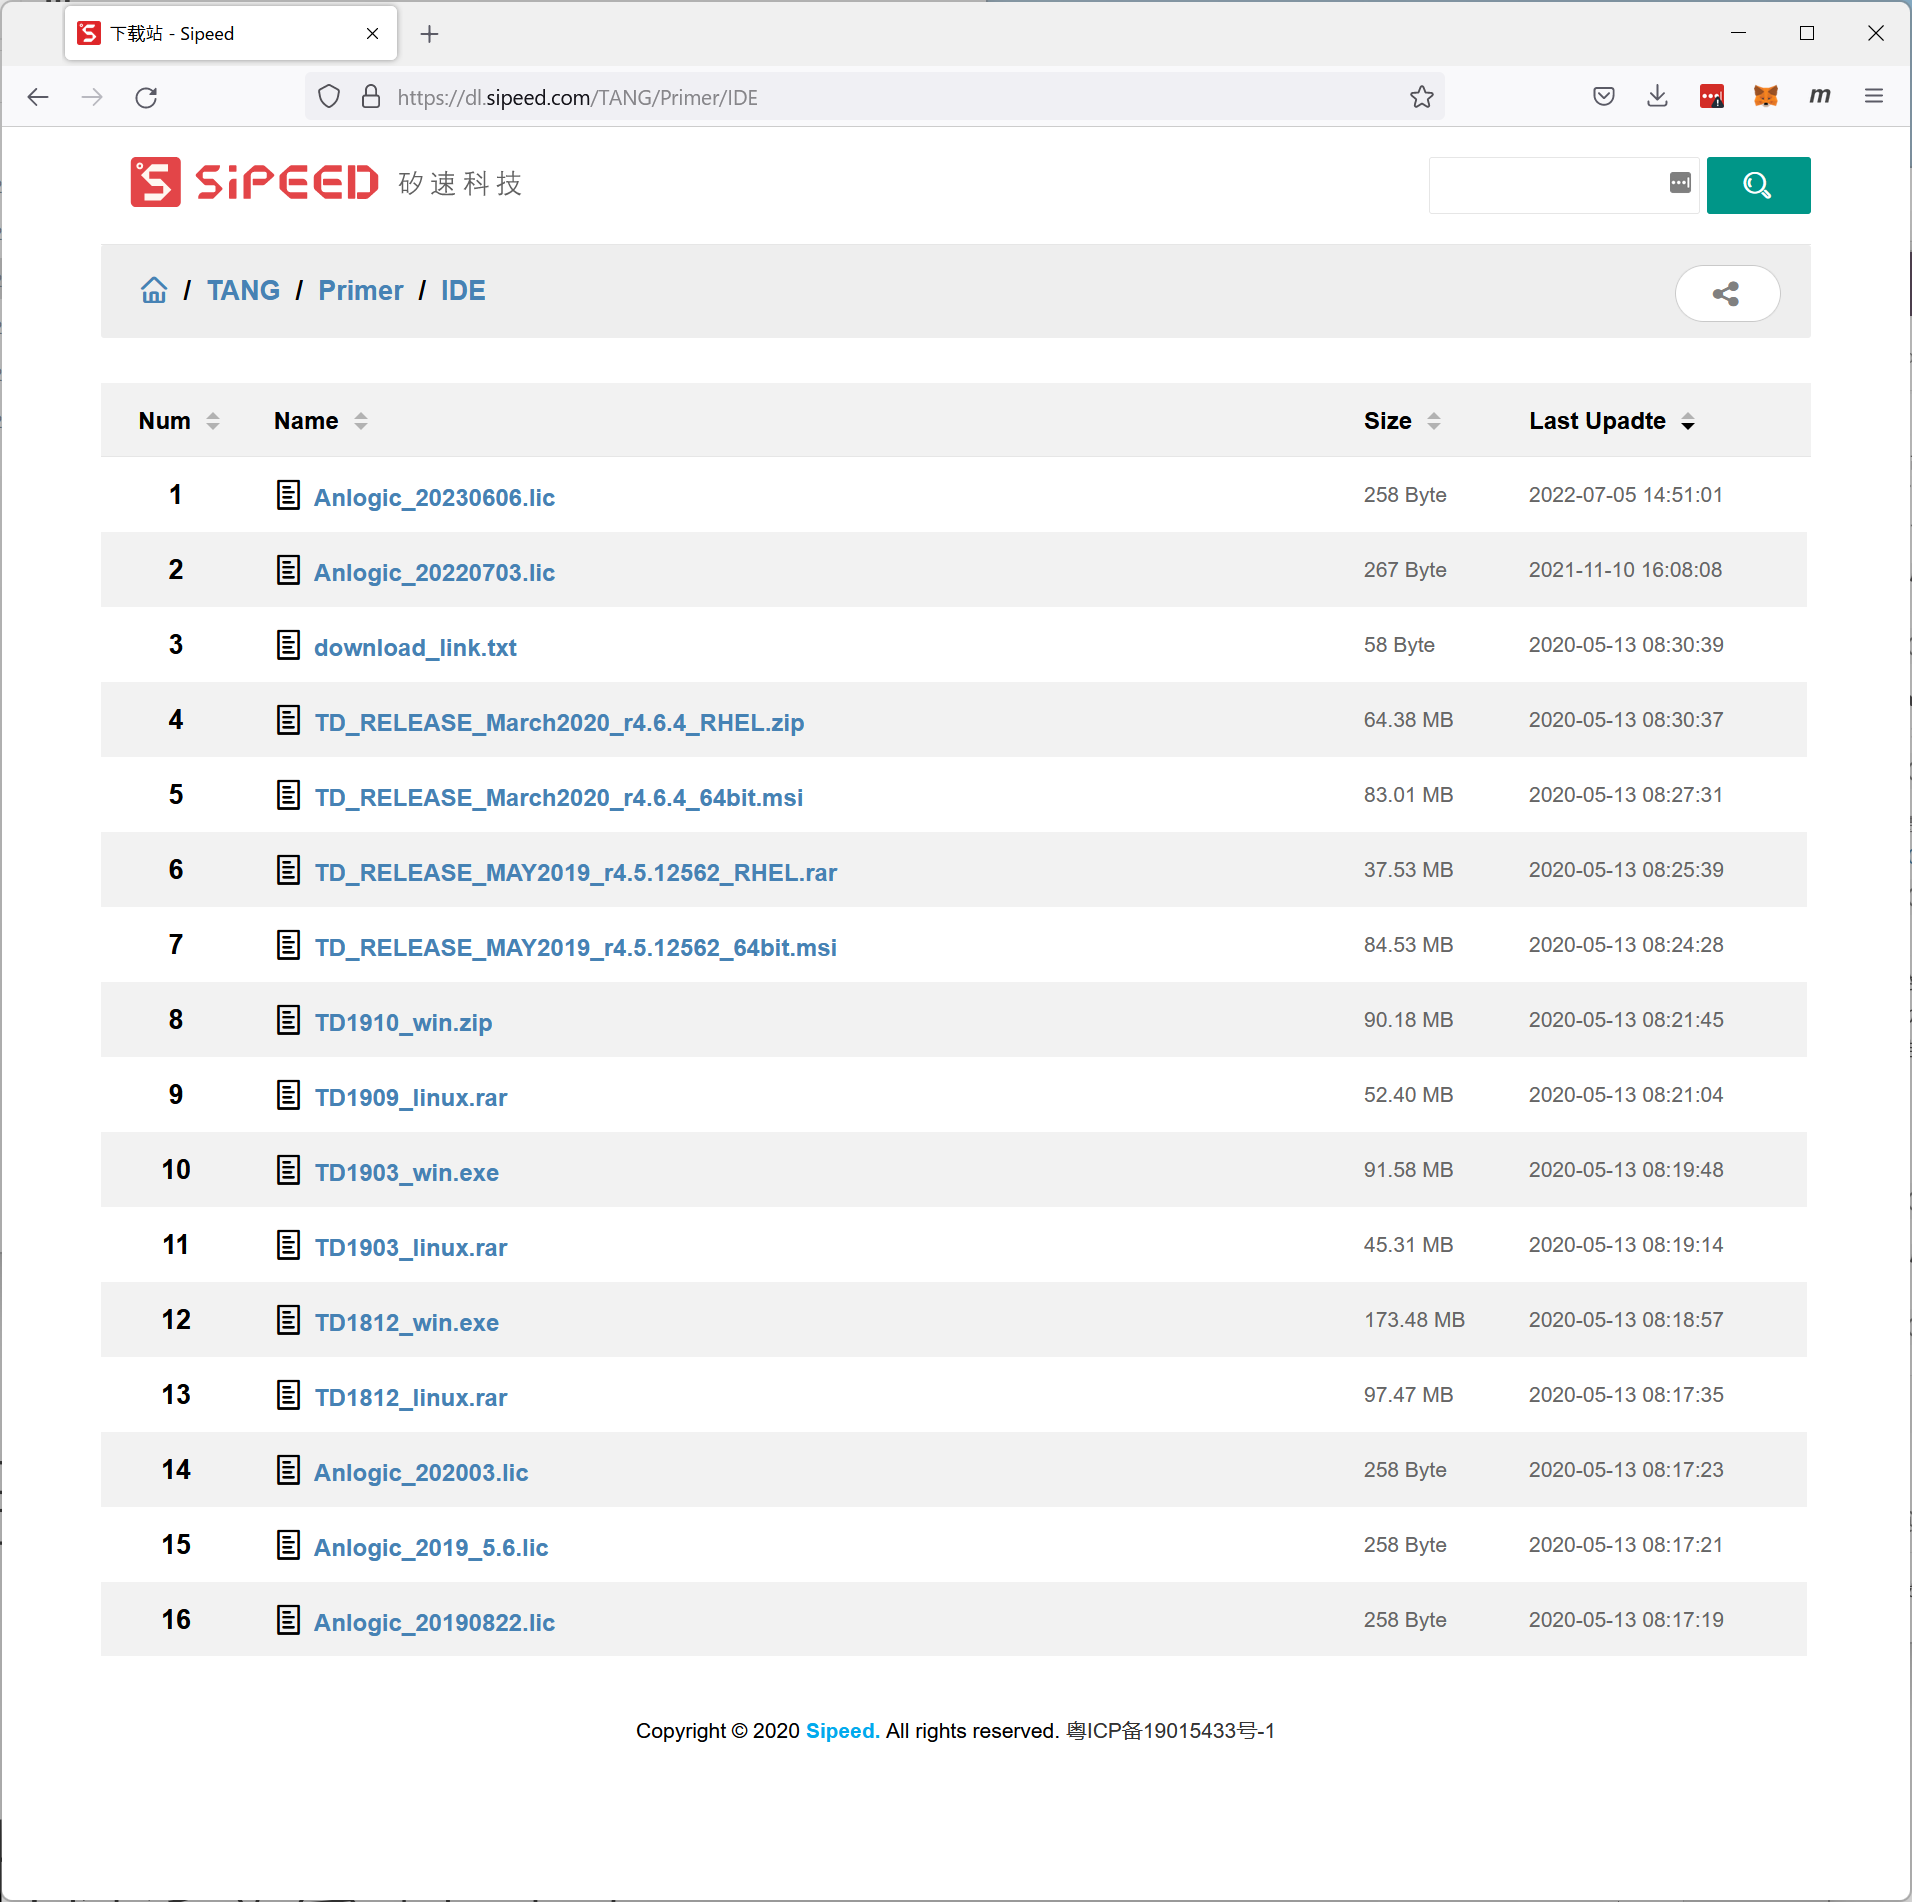 下载站 - Sipeed
https://dl.sipeed.com/TANG/Primer/IDE
m
SiPEED 矽速科技
/ TANG / Primer / IDE
Num Name Size Last Upadte
1 Anlogic_20230606.lic 258 Byte 2022-07-05 14:51:01
2 Anlogic_20220703.lic 267 Byte 2021-11-10 16:08:08
3 download_link.txt 58 Byte 2020-05-13 08:30:39
4 TD_RELEASE_March2020_r4.6.4_RHEL.zip 64.38 MB 2020-05-13 08:30:37
5 TD_RELEASE_March2020_r4.6.4_64bit.msi 83.01 MB 2020-05-13 08:27:31
6 TD_RELEASE_MAY2019_r4.5.12562_RHEL.rar 37.53 MB 2020-05-13 08:25:39
7 TD_RELEASE_MAY2019_r4.5.12562_64bit.msi 84.53 MB 2020-05-13 08:24:28
8 TD1910_win.zip 90.18 MB 2020-05-13 08:21:45
9 TD1909_linux.rar 52.40 MB 2020-05-13 08:21:04
10 TD1903_win.exe 91.58 MB 2020-05-13 08:19:48
11 TD1903_linux.rar 45.31 MB 2020-05-13 08:19:14
12 TD1812_win.exe 173.48 MB 2020-05-13 08:18:57
13 TD1812_linux.rar 97.47 MB 2020-05-13 08:17:35
14 Anlogic_202003.lic 258 Byte 2020-05-13 08:17:23
15 Anlogic_2019_5.6.lic 258 Byte 2020-05-13 08:17:21
16 Anlogic_20190822.lic 258 Byte 2020-05-13 08:17:19
Copyright © 2020 Sipeed. All rights reserved. 粤ICP备19015433号-1